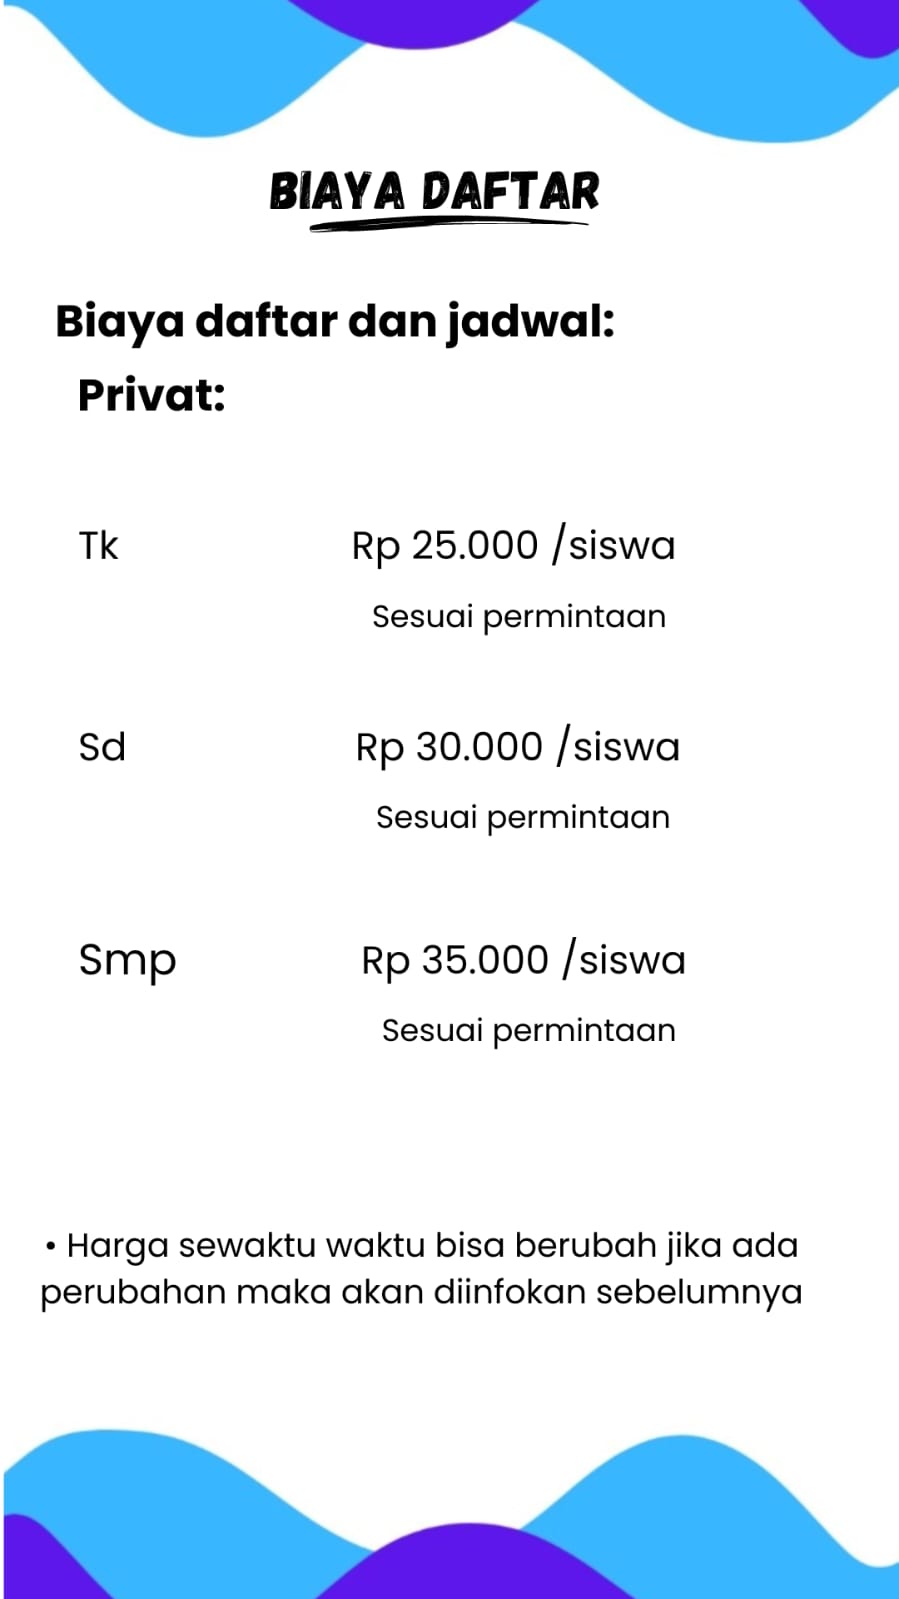 BIAYA DAFTAR
Biaya daftar dan jadwal:
Privat:
Tk Rp 25.000 /siswa
Sesuai permintaan
Sd Rp 30.000 /siswa
Sesuai permintaan
Smp Rp 35.000 /siswa
Sesuai permintaan
• Harga sewaktu waktu bisa berubah jika ada
perubahan maka akan diinfokan sebelumnya